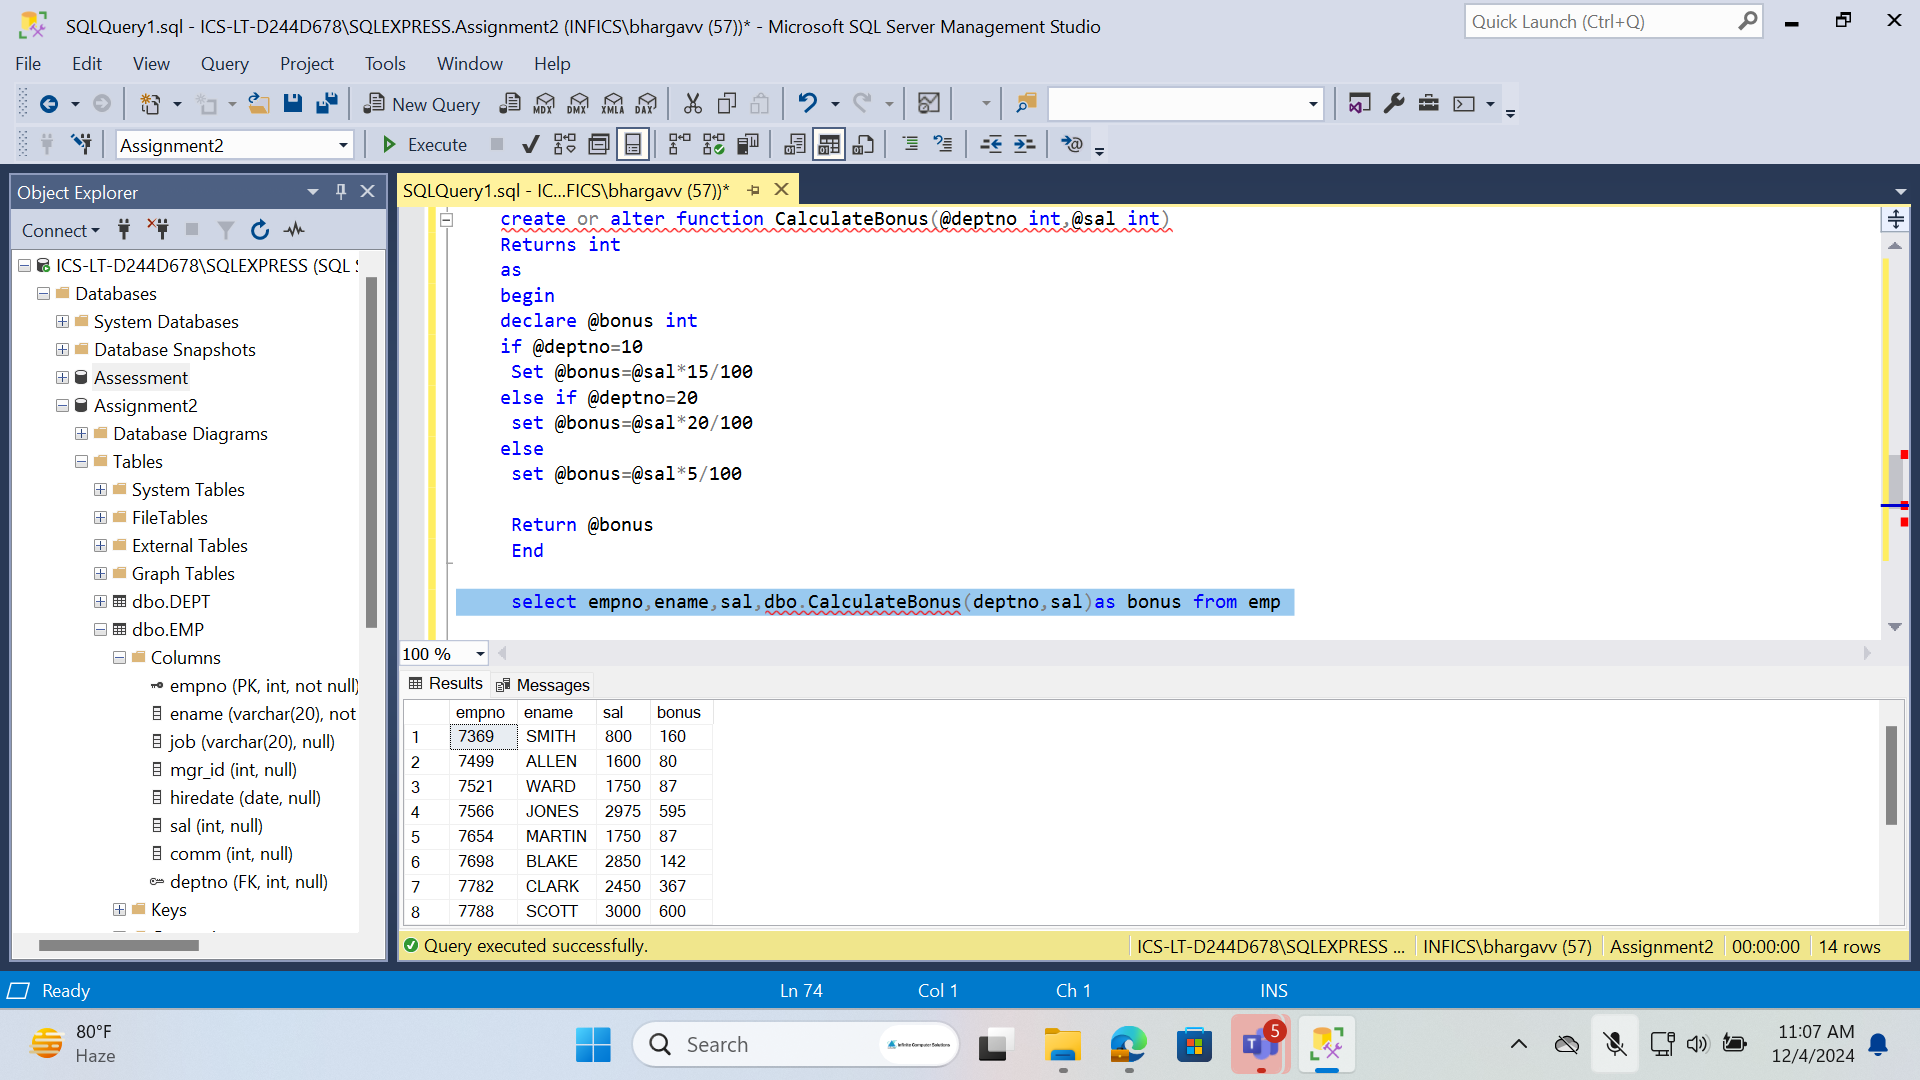 SQLQuery1.sql - ICS-LT-D244D678\SQLEXPRESS.Assignment2 (INFICS\bhargavv (57))* - Microsoft SQL Server Management Studio
Quick Launch (Ctrl+Q)
File Edit View Query Project Tools Window Help
New Query MDX DMX XMLA DAX
Assignment2 Execute
Object Explorer
Connect
ICS-LT-D244D678\SQLEXPRESS (SQL S
Databases
System Databases
Database Snapshots
Assessment
Assignment2
Database Diagrams
Tables
System Tables
FileTables
External Tables
Graph Tables
dbo.DEPT
dbo.EMP
Columns
empno (PK, int, not null)
ename (varchar(20), not
job (varchar(20), null)
mgr_id (int, null)
hiredate (date, null)
sal (int, null)
comm (int, null)
deptno (FK, int, null)
Keys
SQLQuery1.sql - IC...FICS\bhargavv (57))*
create or alter function CalculateBonus(@deptno int,@sal int)
Returns int
as
begin
declare @bonus int
if @deptno=10
Set @bonus=@sal*15/100
else if @deptno=20
set @bonus=@sal*20/100
else
set @bonus=@sal*5/100
Return @bonus
End
select empno,ename,sal,dbo.CalculateBonus(deptno,sal)as bonus from emp
100 %
Results Messages
empno ename sal bonus
1 7369 SMITH 800 160
2 7499 ALLEN 1600 80
3 7521 WARD 1750 87
4 7566 JONES 2975 595
5 7654 MARTIN 1750 87
6 7698 BLAKE 2850 142
7 7782 CLARK 2450 367
8 7788 SCOTT 3000 600
Query executed successfully. ICS-LT-D244D678\SQLEXPRESS ... INFICS\bhargavv (57) Assignment2 00:00:00 14 rows
Ready Ln 74 Col 1 Ch 1 INS
80°F
Haze
Search
Infinite Computer Solutions
5
11:07 AM
12/4/2024